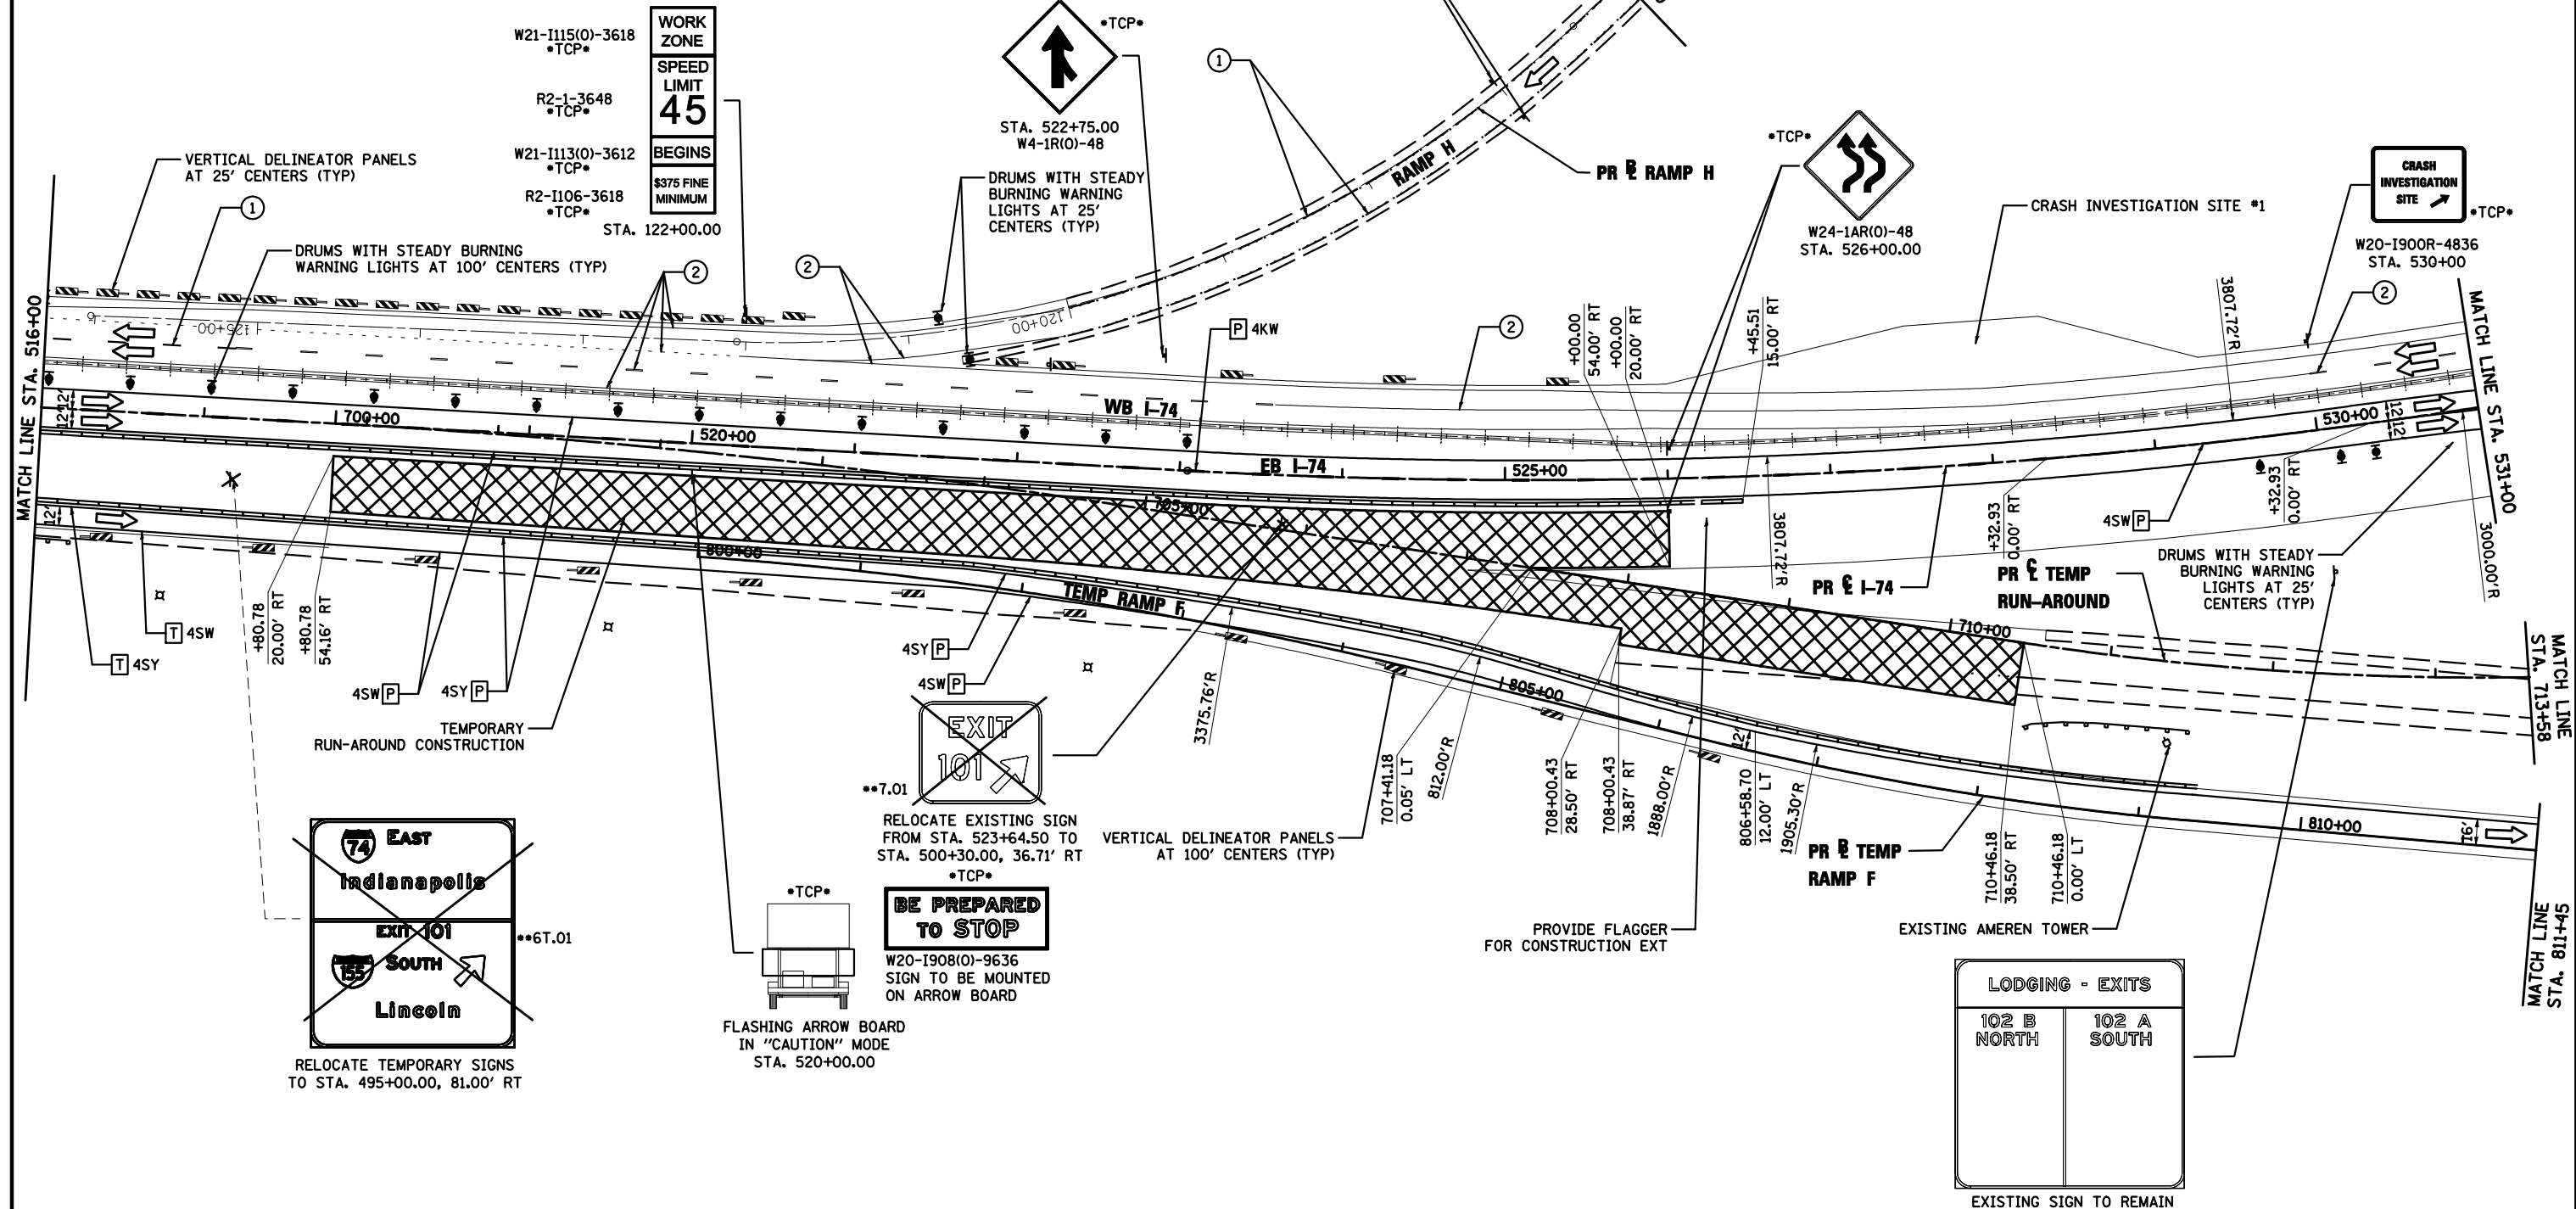 W21-I115(O)-3618
*TCP*
WORK
ZONE
R2-1-3648
*TCP*
SPEED
LIMIT
45
W21-I113(O)-3612
*TCP*
BEGINS
R2-I106-3618
*TCP*
$375 FINE
MINIMUM
STA. 122+00.00
*TCP*
STA. 522+75.00
W4-1R(O)-48
1
VERTICAL DELINEATOR PANELS
AT 25' CENTERS (TYP)
1
DRUMS WITH STEADY BURNING
WARNING LIGHTS AT 100' CENTERS (TYP)
2
2
DRUMS WITH STEADY
BURNING WARNING
LIGHTS AT 25'
CENTERS (TYP)
RAMP H
PR B RAMP H
*TCP*
W24-1AR(O)-48
STA. 526+00.00
CRASH INVESTIGATION SITE #1
CRASH
INVESTIGATION
SITE
*TCP*
W20-I900R-4836
STA. 530+00
2
MATCH LINE STA. 516+00
125+00
120+00
P 4KW
2
+00.00
54.00' RT
+00.00
20.00' RT
+45.51
15.00' RT
3807.72'R
MATCH LINE STA. 531+00
12'
12'
700+00
520+00
WB I-74
EB I-74
525+00
530+00
12'
12'
705+00
800+00
12'
T 4SW
T 4SY
+80.78
20.00' RT
+80.78
54.16' RT
4SW P
4SY P
TEMPORARY
RUN-AROUND CONSTRUCTION
TEMP RAMP F
4SY P
4SW P
3807.72'R
PR C I-74
+32.93
0.00' RT
+32.93
0.00' RT
4SW P
DRUMS WITH STEADY
BURNING WARNING
LIGHTS AT 25'
CENTERS (TYP)
3000.00'R
PR C TEMP
RUN-AROUND
710+00
MATCH LINE
STA. 713+58
EXIT
101
**7.01
RELOCATE EXISTING SIGN
FROM STA. 523+64.50 TO
STA. 500+30.00, 36.71' RT
3375.76'R
VERTICAL DELINEATOR PANELS
AT 100' CENTERS (TYP)
707+41.18
0.05' LT
812.00'R
805+00
708+00.43
28.50' RT
708+00.43
38.87' RT
1888.00'R
12'
806+58.70
12.00' LT
1905.30'R
PR B TEMP
RAMP F
710+46.18
38.50' RT
710+46.18
0.00' LT
810+00
16'
MATCH LINE
STA. 811+45
74 EAST
Indianapolis
EXIT 101
155 SOUTH
Lincoln
**6T.01
RELOCATE TEMPORARY SIGNS
TO STA. 495+00.00, 81.00' RT
*TCP*
FLASHING ARROW BOARD
IN "CAUTION" MODE
STA. 520+00.00
*TCP*
BE PREPARED
TO STOP
W20-I908(O)-9636
SIGN TO BE MOUNTED
ON ARROW BOARD
PROVIDE FLAGGER
FOR CONSTRUCTION EXT
EXISTING AMEREN TOWER
LODGING - EXITS
102 B
NORTH
102 A
SOUTH
EXISTING SIGN TO REMAIN